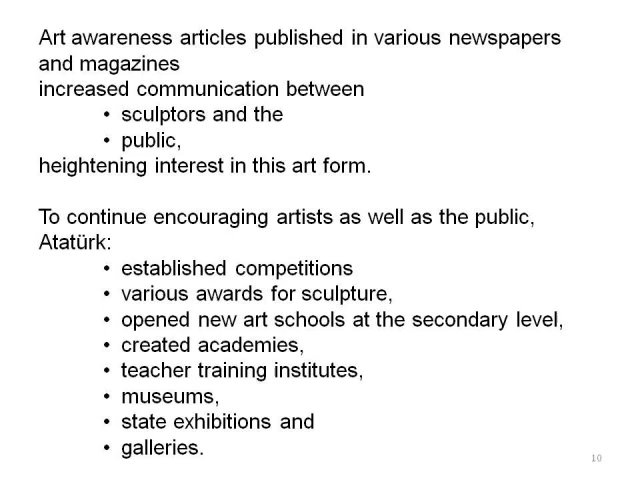 Art awareness articles published in various newspapers
and magazines
increased communication between
• sculptors and the
• public,
heightening interest in this art form.
To continue encouraging artists as well as the public,
Atatürk:
• established competitions
• various awards for sculpture,
• opened new art schools at the secondary level,
• created academies,
• teacher training institutes,
• museums,
• state exhibitions and
• galleries.
10